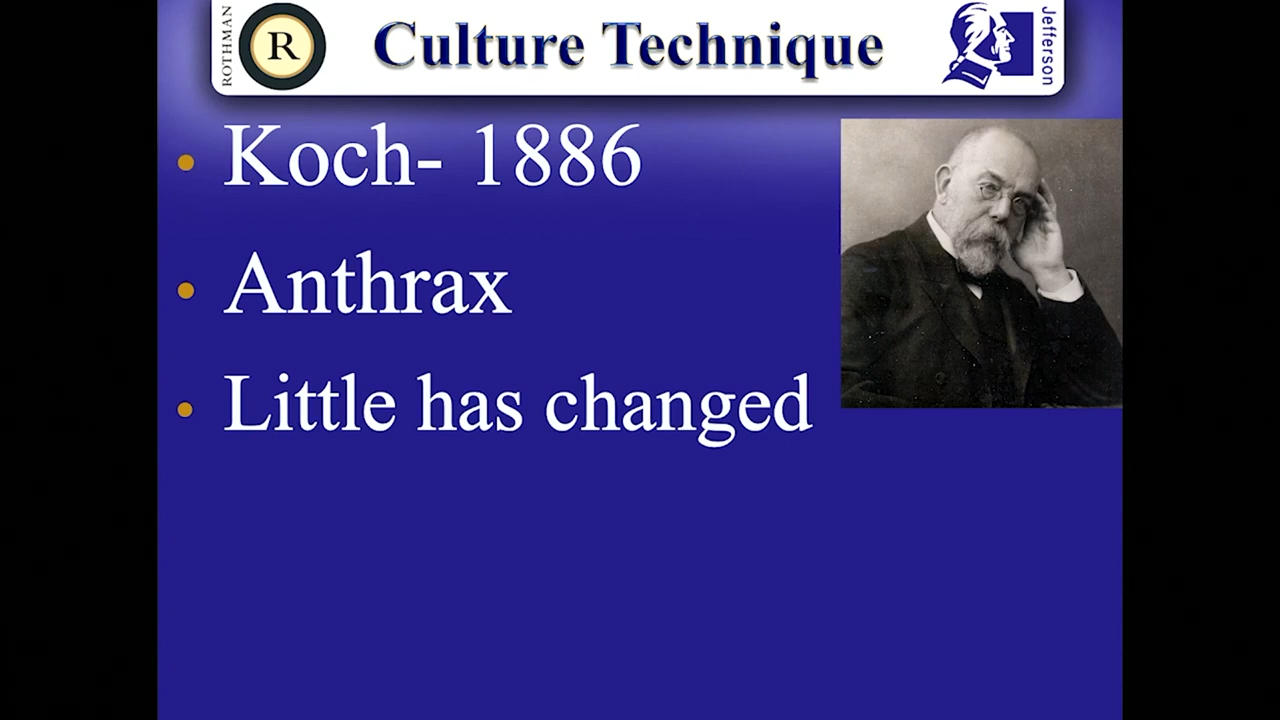 ROTHMAN
R
Culture Technique
Jefferson
Koch- 1886
Anthrax
Little has changed